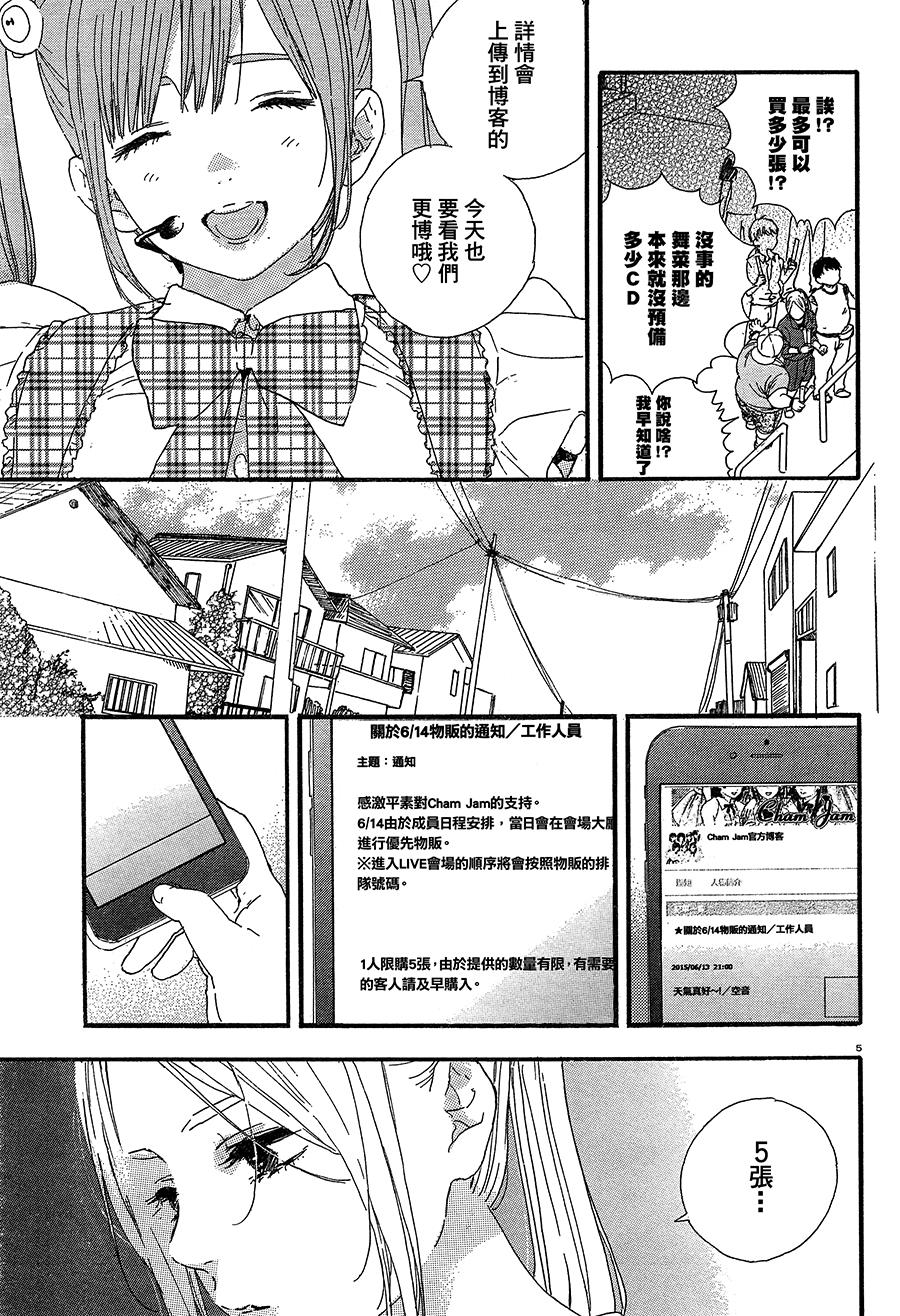 誒!?
最多可以
買多少張!?
沒事的
舞菜那邊
本來就沒預備
多少CD
你說啥!?
我早知道了
詳情會
上傳到博客的
今天也
要看我們
更博哦♡
Cham Jam
Cham Jam官方博客
人氣簡介
★關於6/14物販的通知／工作人員
2015/06/13 21:00
天氣真好~!／空音
關於6/14物販的通知／工作人員
主題：通知
感激平素對Cham Jam的支持。
6/14由於成員日程安排，當日會在會場大廳
進行優先物販。
※進入LIVE會場的順序將會按照物販的排
隊號碼。
1人限購5張，由於提供的數量有限，有需要
的客人請及早購入。
5
5張…